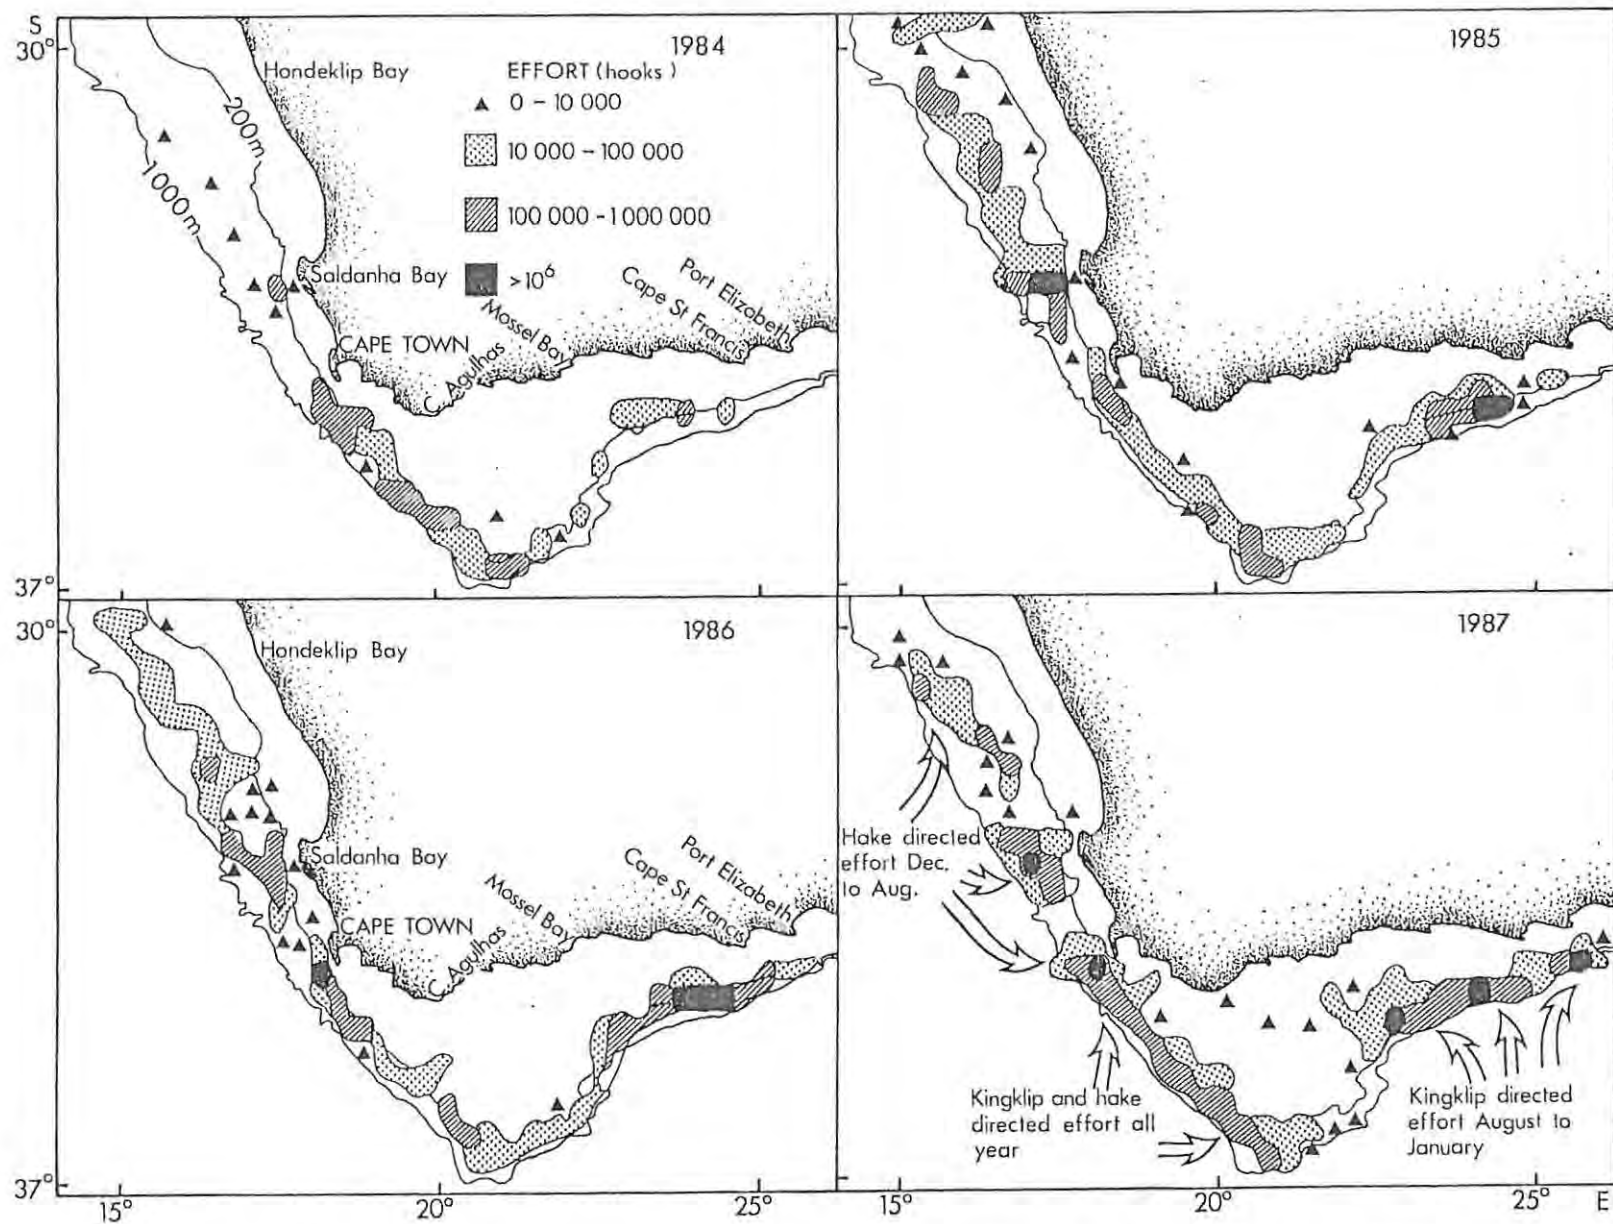 S
30°
1984
Hondeklip Bay
EFFORT (hooks)
0 - 10 000
200m
10 000 - 100 000
1000m
100 000 - 1 000 000
Saldanha Bay
>10⁶
Port Elizabeth
Cape St Francis
Mossel Bay
CAPE TOWN
C. Agulhas
37°
15°
20°
25°
1985
30°
1986
Hondeklip Bay
Saldanha Bay
Port Elizabeth
Cape St Francis
Mossel Bay
CAPE TOWN
C. Agulhas
37°
15°
20°
25°
1987
Hake directed
effort Dec.
to Aug.
Kingklip and hake
directed effort all
year
Kingklip directed
effort August to
January
15°
20°
25°
E